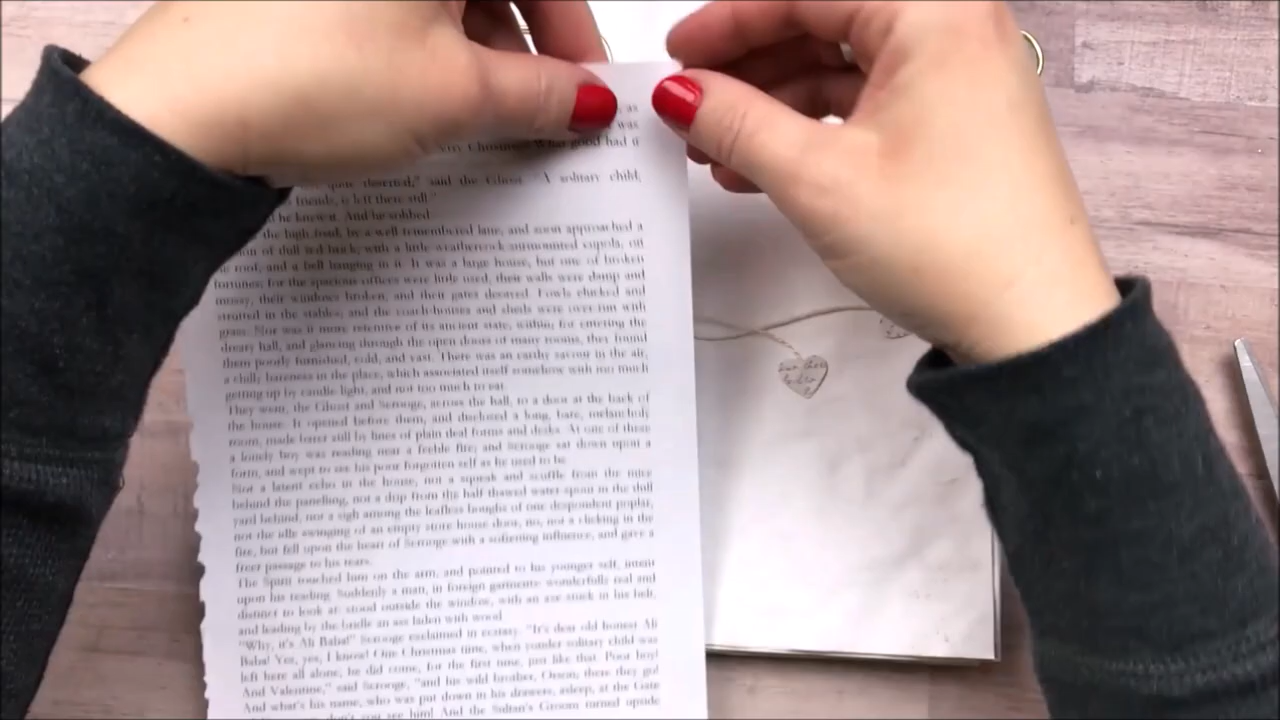 as
was
Christmas! What good had it
quite deserted," said the Ghost. "A solitary child,
friends, is left there still."
he knew it. And he sobbed.
the high-road, by a well remembered lane, and soon approached a
of dull red brick, with a little weathercock-surmounted cupola, on
roof, and a bell hanging in it. It was a large house, but one of broken
fortunes; for the spacious offices were little used, their walls were damp and
mossy, their windows broken, and their gates decayed. Fowls clucked and
strutted in the stables; and the coach-houses and sheds were over-run with
grass. Nor was it more retentive of its ancient state, within; for entering the
dreary hall, and glancing through the open doors of many rooms, they found
them poorly furnished, cold, and vast. There was an earthy savour in the air,
a chilly bareness in the place, which associated itself somehow with too much
getting up by candle-light, and not too much to eat.
They went, the Ghost and Scrooge, across the hall, to a door at the back of
the house. It opened before them, and disclosed a long, bare, melancholy
room, made barer still by lines of plain deal forms and desks. At one of these
a lonely boy was reading near a feeble fire; and Scrooge sat down upon a
form, and wept to see his poor forgotten self as he used to be.
Not a latent echo in the house, not a squeak and scuffle from the mice
behind the panelling, not a drip from the half-thawed water-spout in the dull
yard behind, not a sigh among the leafless boughs of one despondent poplar,
not the idle swinging of an empty store-house door, no, not a clicking in the
fire, but fell upon the heart of Scrooge with a softening influence, and gave a
freer passage to his tears.
The Spirit touched him on the arm, and pointed to his younger self, intent
upon his reading. Suddenly a man, in foreign garments: wonderfully real and
distinct to look at: stood outside the window, with an axe stuck in his belt,
and leading by the bridle an ass laden with wood.
"Why, it's Ali Baba!" Scrooge exclaimed in ecstasy. "It's dear old honest Ali
Baba! Yes, yes, I know! One Christmas time, when yonder solitary child was
left here all alone, he did come, for the first time, just like that. Poor boy!
And Valentine," said Scrooge, "and his wild brother, Orson; there they go!
And what's his name, who was put down in his drawers, asleep, at the Gate
don't you see him! And the Sultan's Groom turned upside